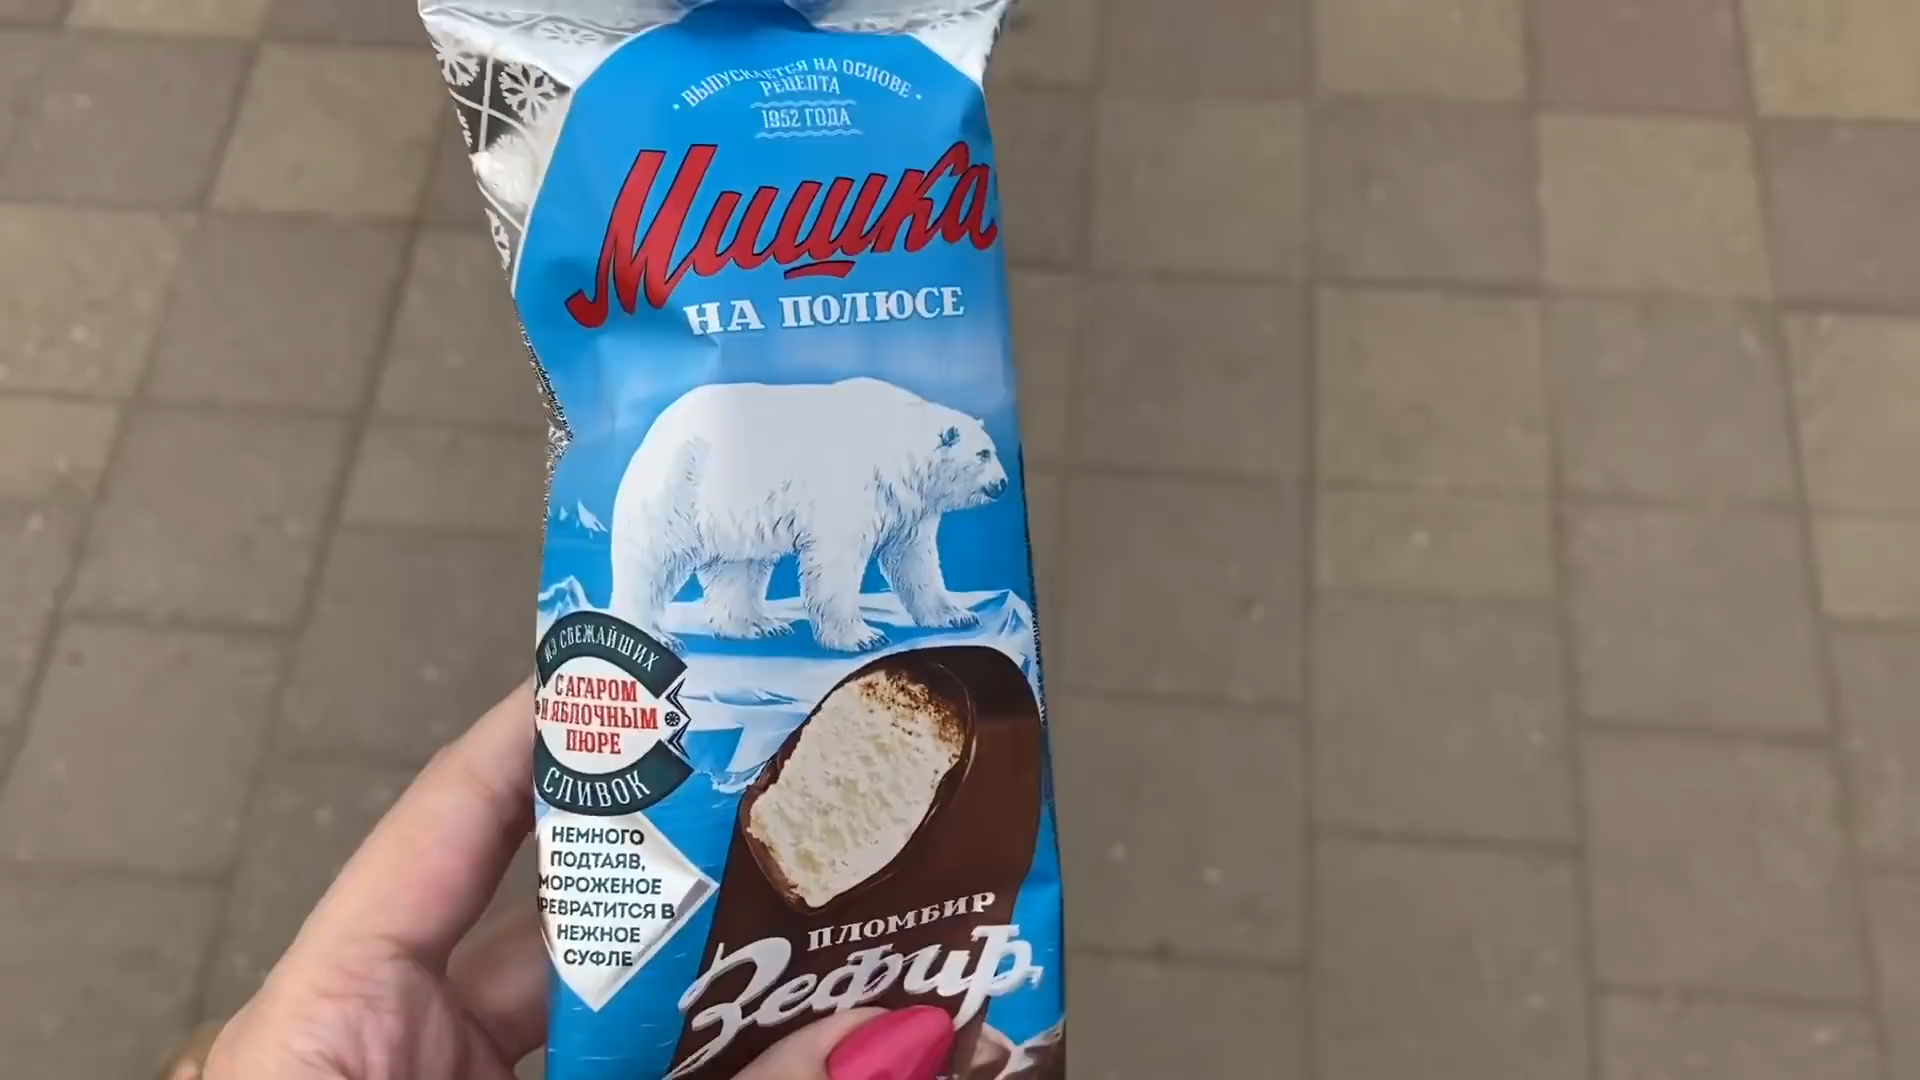 ВЫПУСКАЕТСЯ НА ОСНОВЕ
РЕЦЕПТА
1952 ГОДА
Мишка
НА ПОЛЮСЕ
ИЗ СВЕЖАЙШИХ
С АГАРОМ
И ЯБЛОЧНЫМ
ПЮРЕ
СЛИВОК
НЕМНОГО
ПОДТАЯВ,
МОРОЖЕНОЕ
ПРЕВРАТИТСЯ В
НЕЖНОЕ
СУФЛЕ
ПЛОМБИР
Зефир